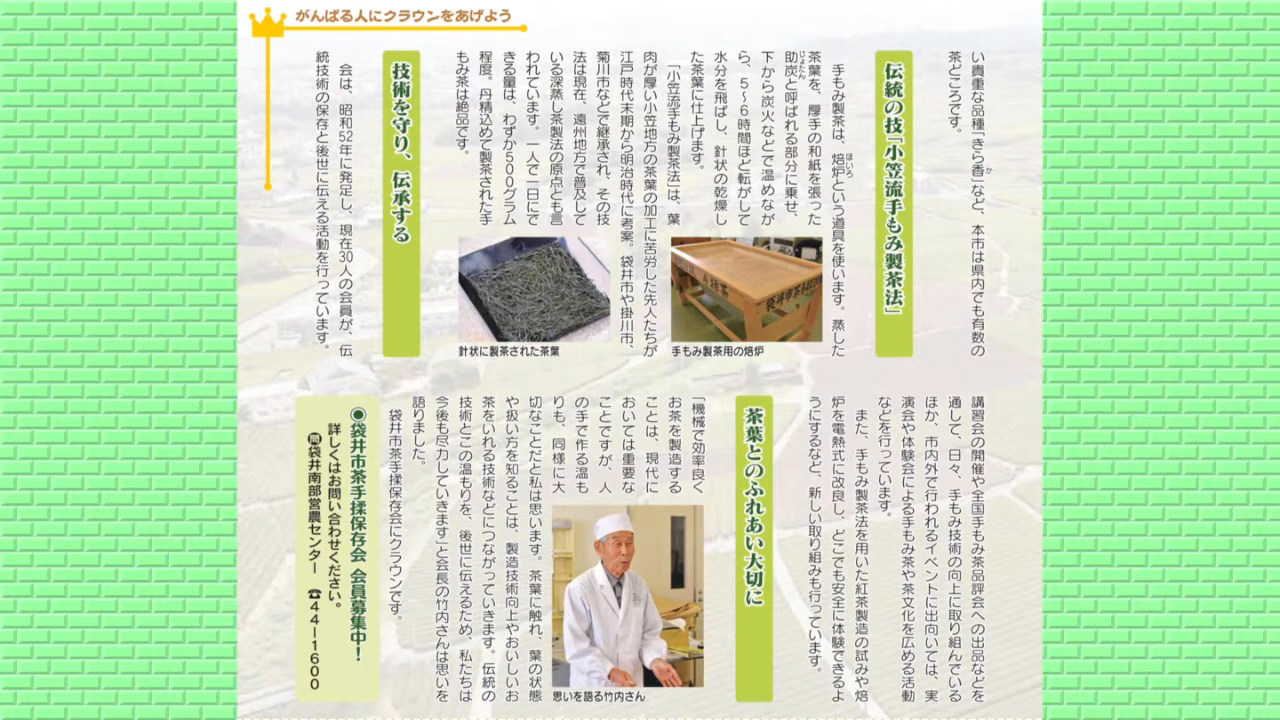 がんばる人にクラウンをあげよう
い貴重な品種「きら香」など、本市は県内でも有数の
茶どころです。
伝統の技「小笠流手もみ製茶法」
手もみ製茶は、焙炉という道具を使います。蒸した
茶葉を、厚手の和紙を張った
助炭と呼ばれる部分に乗せ、
下から炭火などで温めなが
ら、5～6時間ほど転がして
水分を飛ばし、針状の乾燥し
た茶葉に仕上げます。
「小笠流手もみ製茶法」は、葉
肉が厚い小笠地方の茶葉の加工に苦労した先人たちが
江戸時代末期から明治時代に考案。袋井市や掛川市、
菊川市などで継承され、その技
法は現在、遠州地方で普及して
いる深蒸し茶製法の原点とも言
われています。一人で一日にで
きる量は、わずか500グラム
程度。丹精込めて製茶された手
もみ茶は絶品です。
手もみ製茶用の焙炉
針状に製茶された茶葉
技術を守り、伝承する
会は、昭和52年に発足し、現在30人の会員が、伝
統技術の保存と後世に伝える活動を行っています。
講習会の開催や全国手もみ茶品評会への出品などを
通して、日々、手もみ技術の向上に取り組んでいる
ほか、市内外で行われるイベントに出向いては、実
演会や体験会による手もみ茶や茶文化を広める活動
などを行っています。
また、手もみ製茶法を用いた紅茶製造の試みや焙
炉を電熱式に改良し、どこでも安全に体験できるよ
うにするなど、新しい取り組みも行っています。
茶葉とのふれあい大切に
「機械で効率良く
お茶を製造する
ことは、現代に
おいては重要な
ことですが、人
の手で作る温も
りも、同様に大
切なことだと私は思います。茶葉に触れ、葉の状態
や扱い方を知ることは、製造技術向上やおいしいお
茶をいれる技術などにつながっていきます。伝統の
技術とこの温もりを、後世に伝えるため、私たちは
今後も尽力していきます」と会長の竹内さんは思いを
語りました。
袋井市茶手揉保存会にクラウンです。
思いを語る竹内さん
●袋井市茶手揉保存会 会員募集中！
詳しくはお問い合わせください。
問袋井南部営農センター ☎44-1600